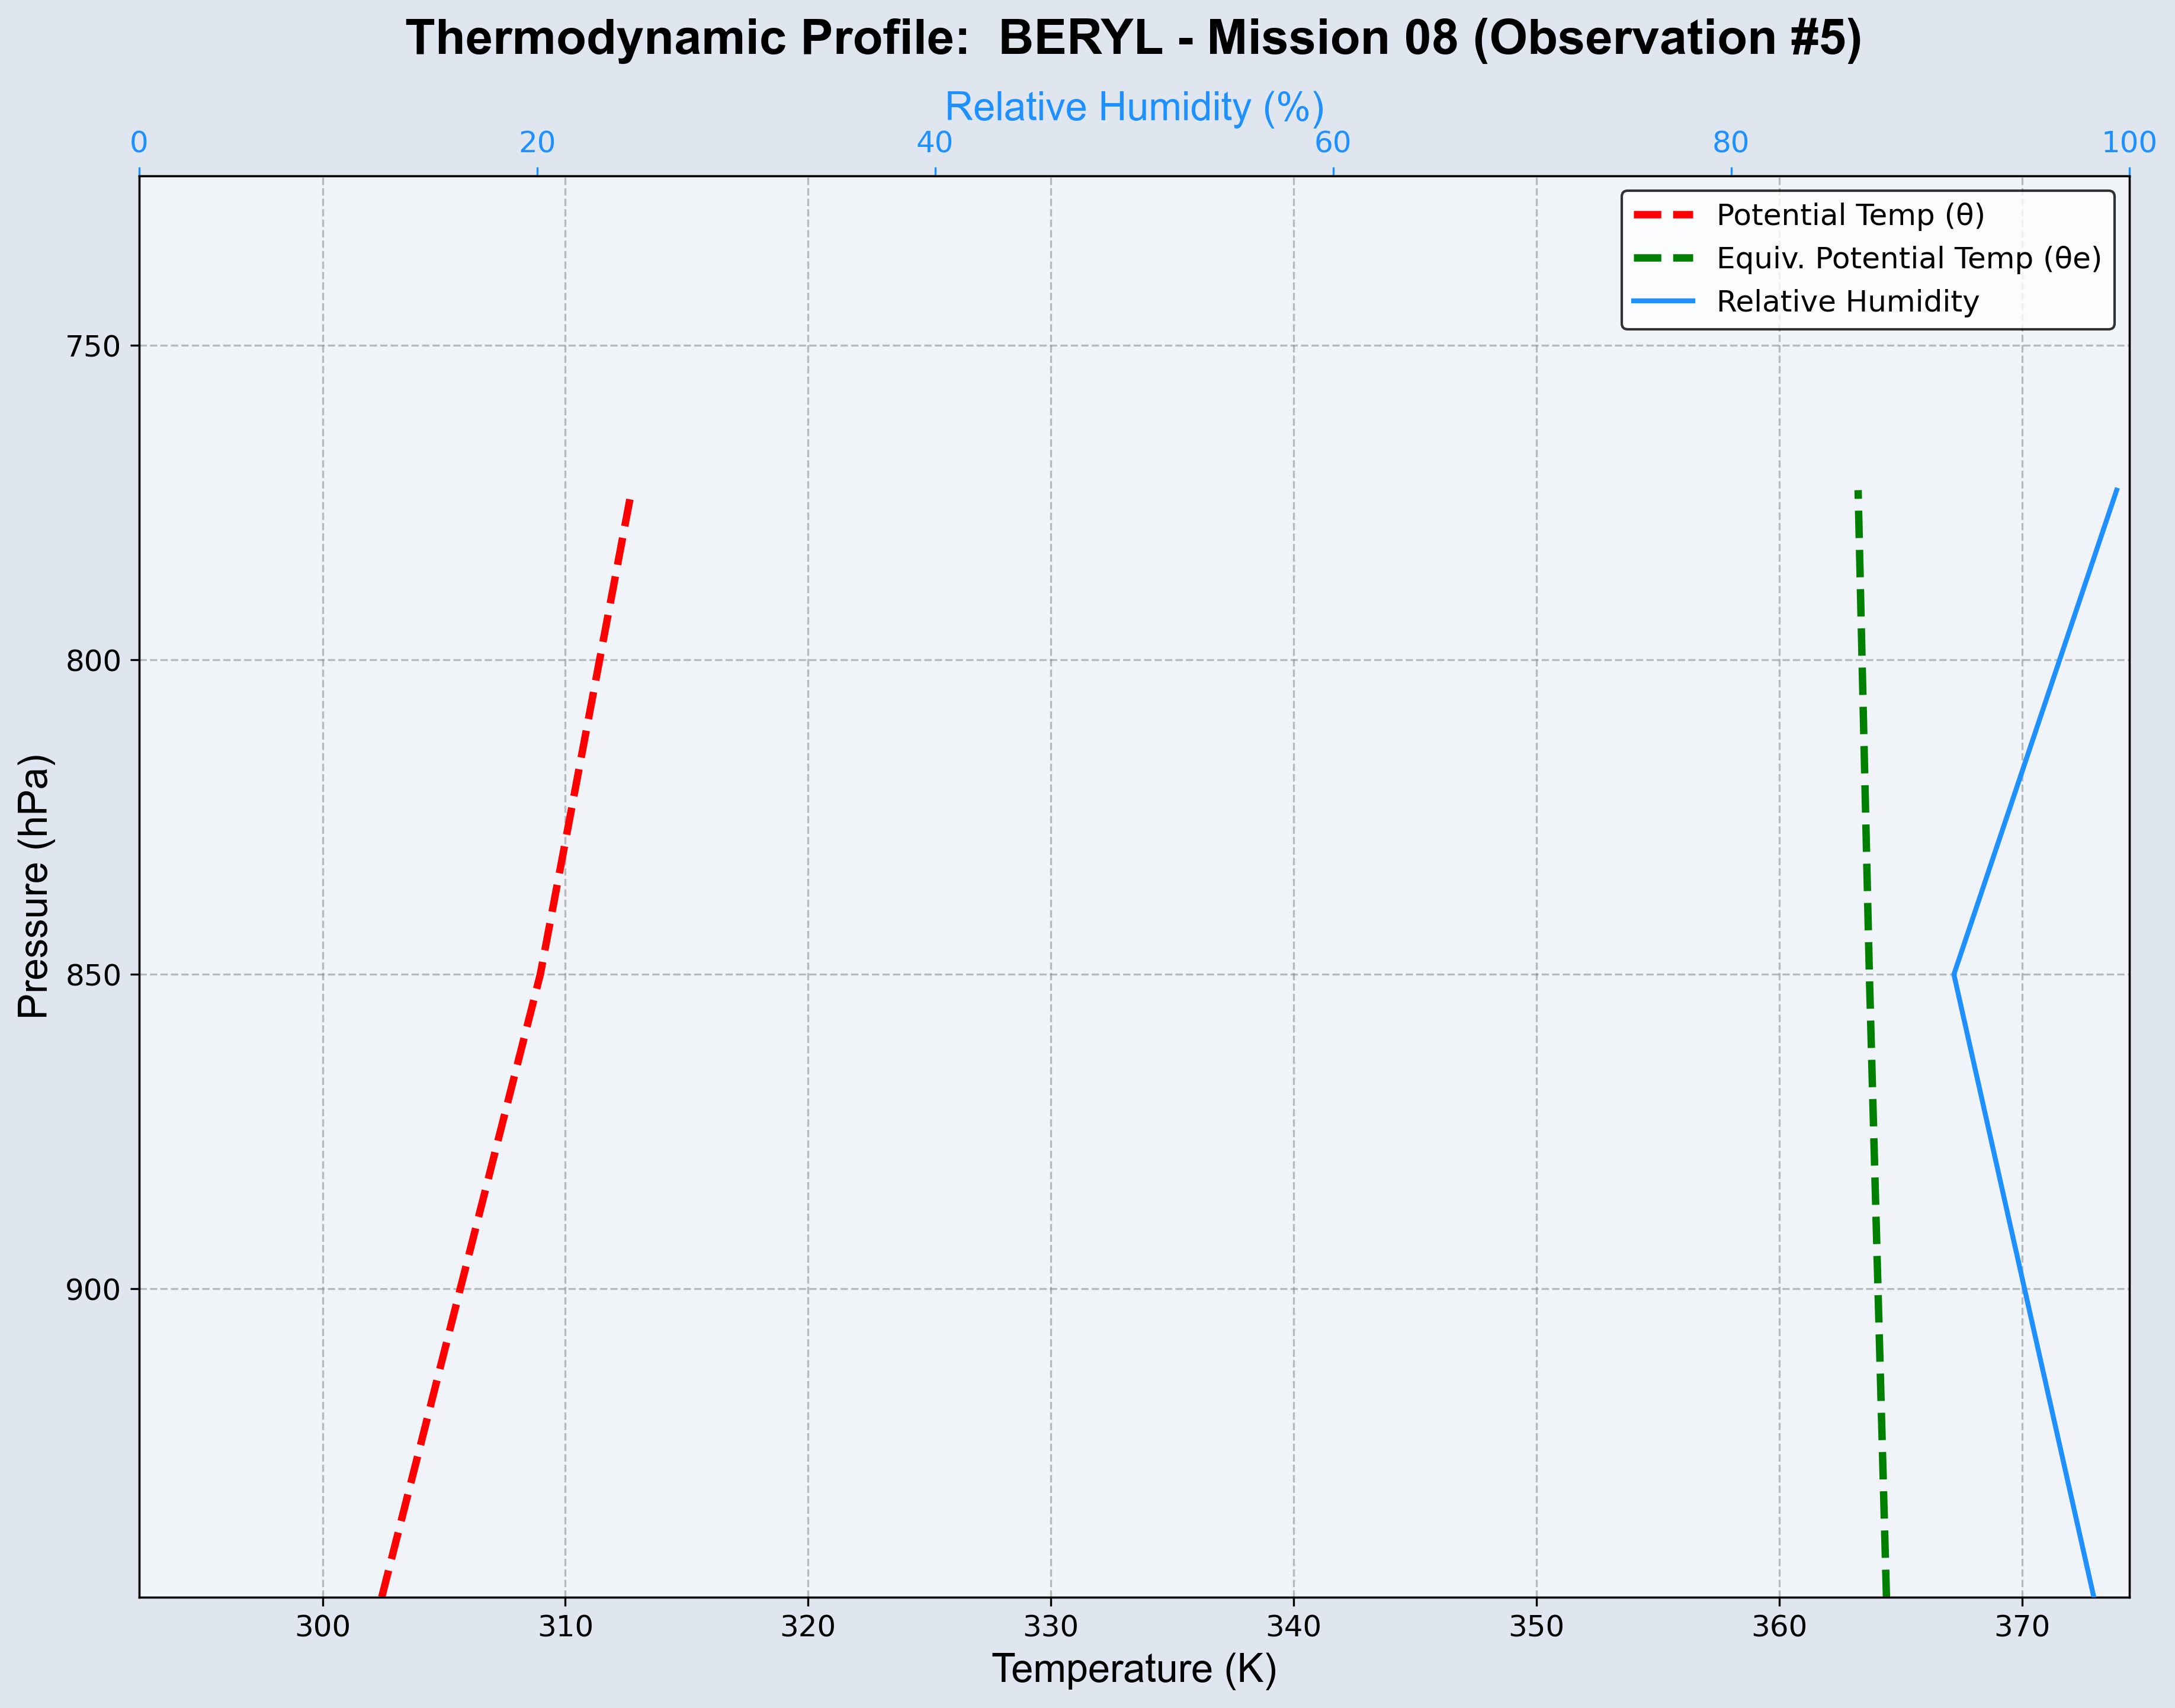 Thermodynamic Profile:  BERYL - Mission 08 (Observation #5)
Relative Humidity (%)
0 20 40 60 80 100
Potential Temp (θ)
Equiv. Potential Temp (θe)
Relative Humidity
750
800
850
900
Pressure (hPa)
300 310 320 330 340 350 360 370
Temperature (K)